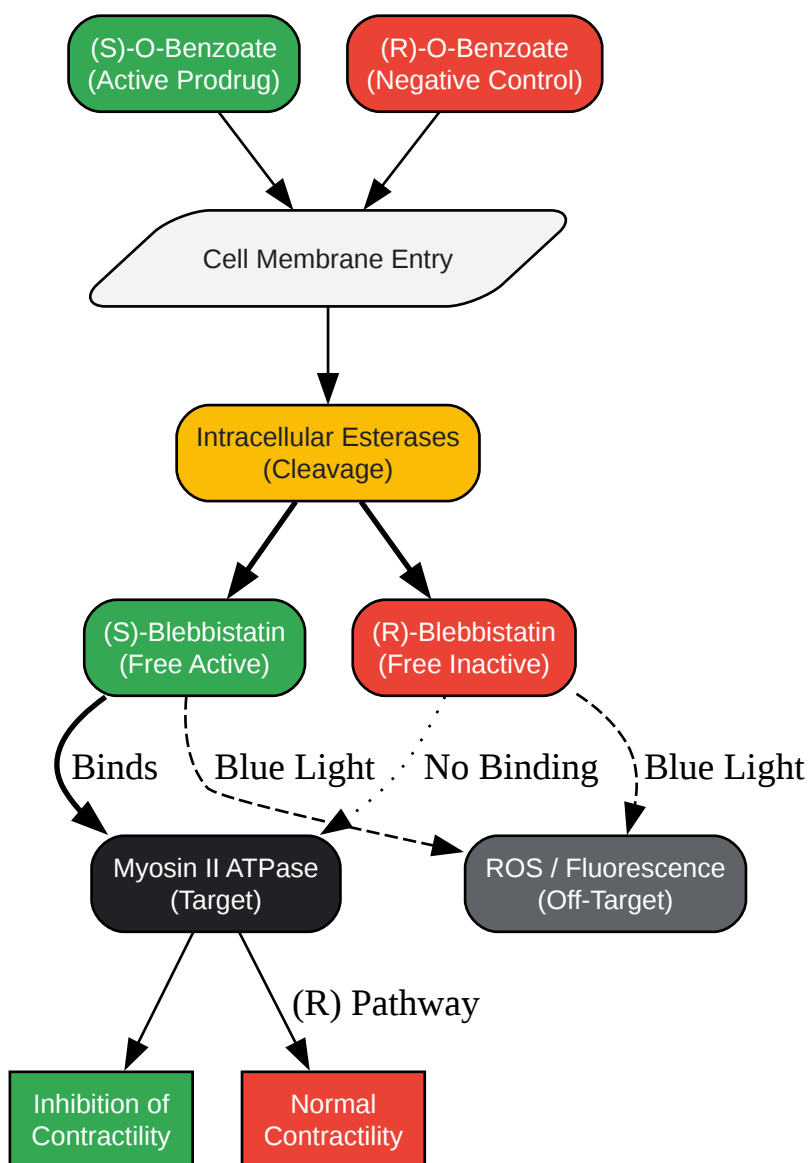 (S)-O-Benzoate
(Active Prodrug)
(R)-O-Benzoate
(Negative Control)
Cell Membrane Entry
Intracellular Esterases
(Cleavage)
(S)-Blebbistatin
(Free Active)
(R)-Blebbistatin
(Free Inactive)
Binds
Blue Light
No Binding
Blue Light
Myosin II ATPase
(Target)
ROS / Fluorescence
(Off-Target)
(R) Pathway
Inhibition of
Contractility
Normal
Contractility